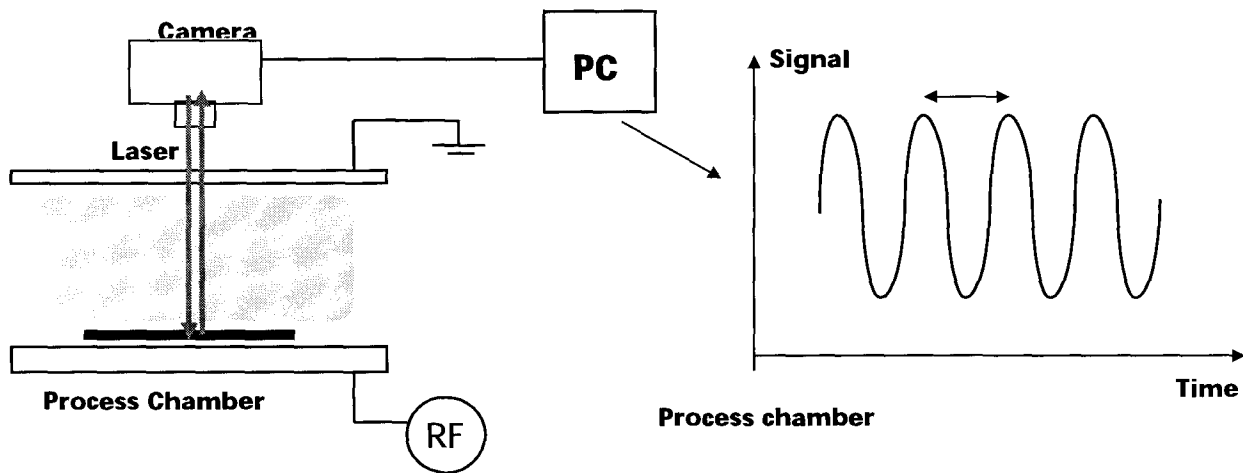 Camera
PC
Signal
Laser
Process Chamber
RF
Process chamber
Time